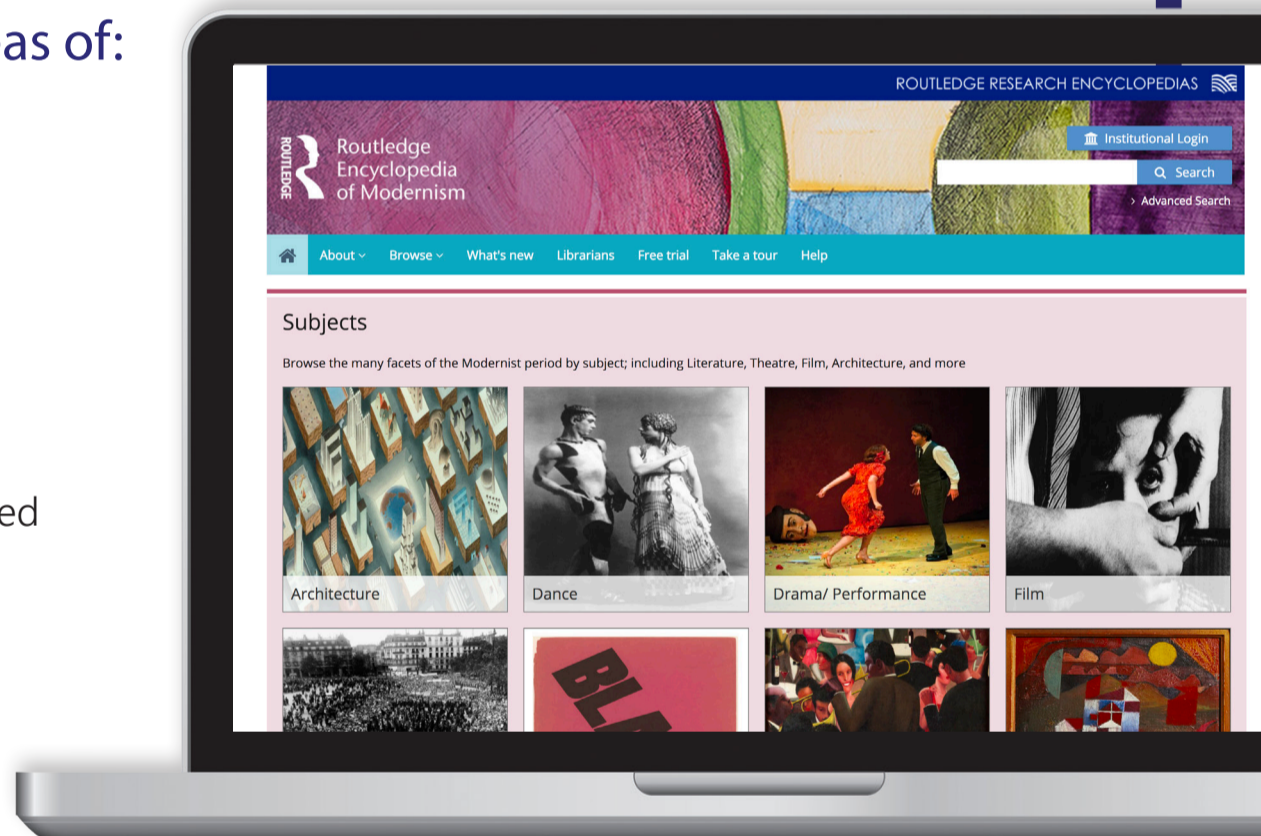 as of:
ed
ROUTLEDGE RESEARCH ENCYCLOPEDIAS
ROUTLEDGE
Routledge
Encyclopedia
of Modernism
Institutional Login
Search
› Advanced Search
About
Browse
What's new
Librarians
Free trial
Take a tour
Help
Subjects
Browse the many facets of the Modernist period by subject; including Literature, Theatre, Film, Architecture, and more
Architecture
Dance
Drama/ Performance
Film